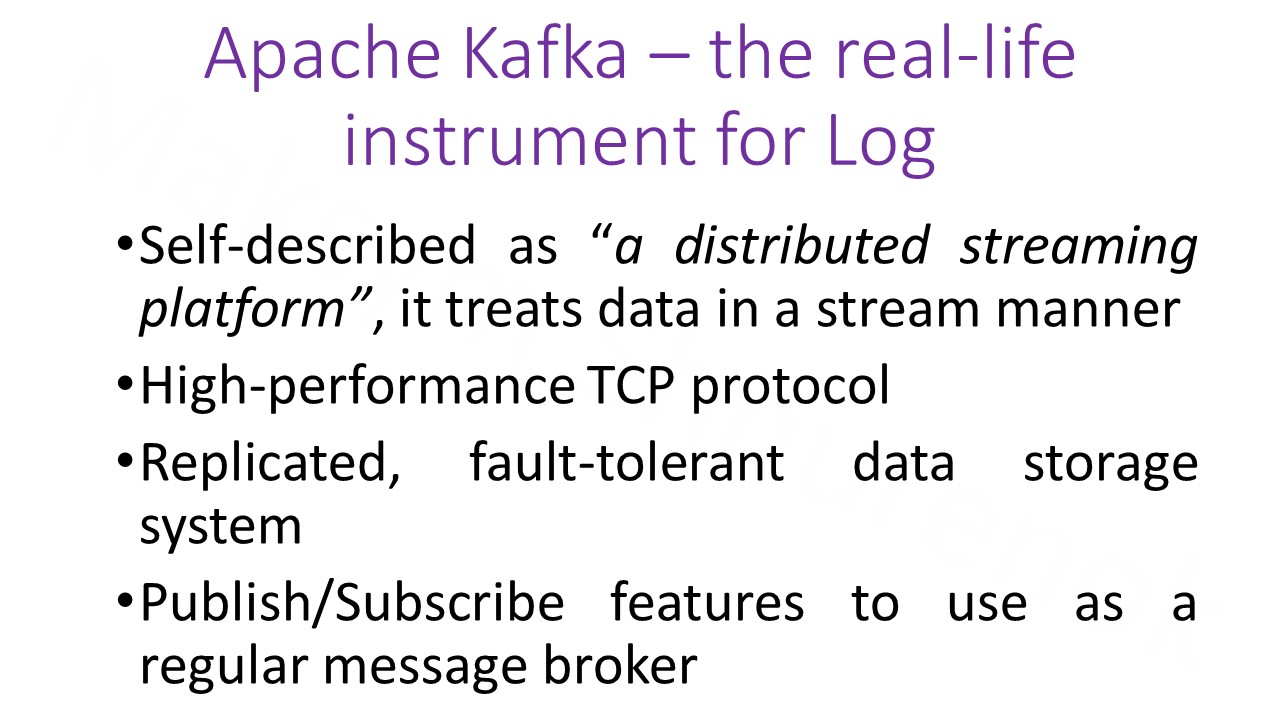 Apache Kafka – the real-life
instrument for Log
•Self-described as “a distributed streaming
platform”, it treats data in a stream manner
•High-performance TCP protocol
•Replicated, fault-tolerant data storage
system
•Publish/Subscribe features to use as a
regular message broker